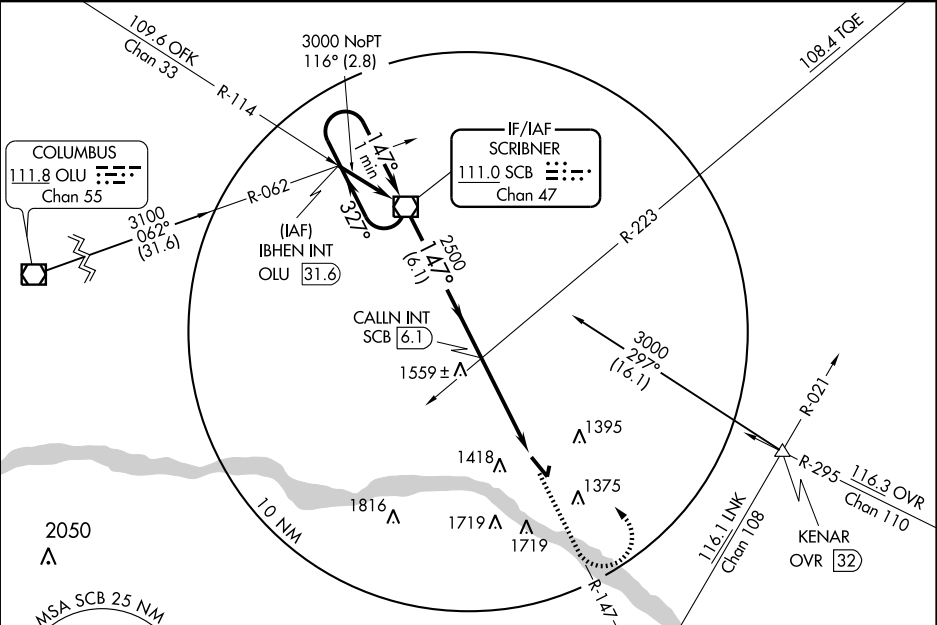 109.6 OFK
Chan 33
R-114
3000 NoPT
116° (2.8)
108.4 TQE
COLUMBUS
111.8 OLU
Chan 55
IF/IAF
SCRIBNER
111.0 SCB
Chan 47
147°
1 min
327°
R-062
3100
062°
(31.6)
(IAF)
IBHEN INT
OLU 31.6
R-223
2500
(6.1)
147°
CALLN INT
SCB 6.1
1559 ±
3000
297°
(16.1)
R-021
1395
1418
1375
R-295
116.3 OVR
Chan 110
1816
1719
1719
10 NM
116.1 LNK
Chan 108
KENAR
OVR 32
2050
R-147
MSA SCB 25 NM